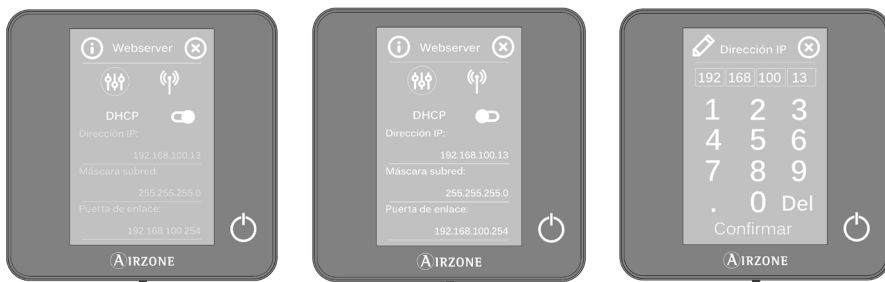 Webserver
DHCP
Dirección IP:
192.168.100.13
Máscara subred:
255.255.255.0
Puerta de enlace:
192.168.100.254
AIRZONE
Webserver
DHCP
Dirección IP:
192.168.100.13
Máscara subred:
255.255.255.0
Puerta de enlace:
192.168.100.254
AIRZONE
Dirección IP
192 168 100 13
1 2 3
4 5 6
7 8 9
. 0 Del
Confirmar
AIRZONE